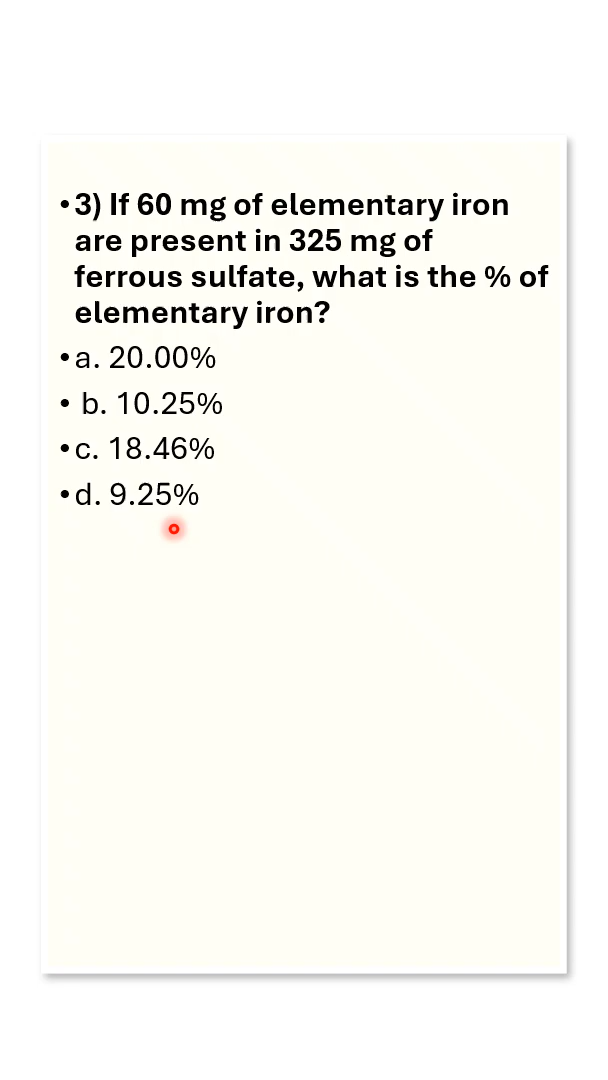 • 3) If 60 mg of elementary iron
are present in 325 mg of
ferrous sulfate, what is the % of
elementary iron?
• a. 20.00%
• b. 10.25%
• c. 18.46%
• d. 9.25%